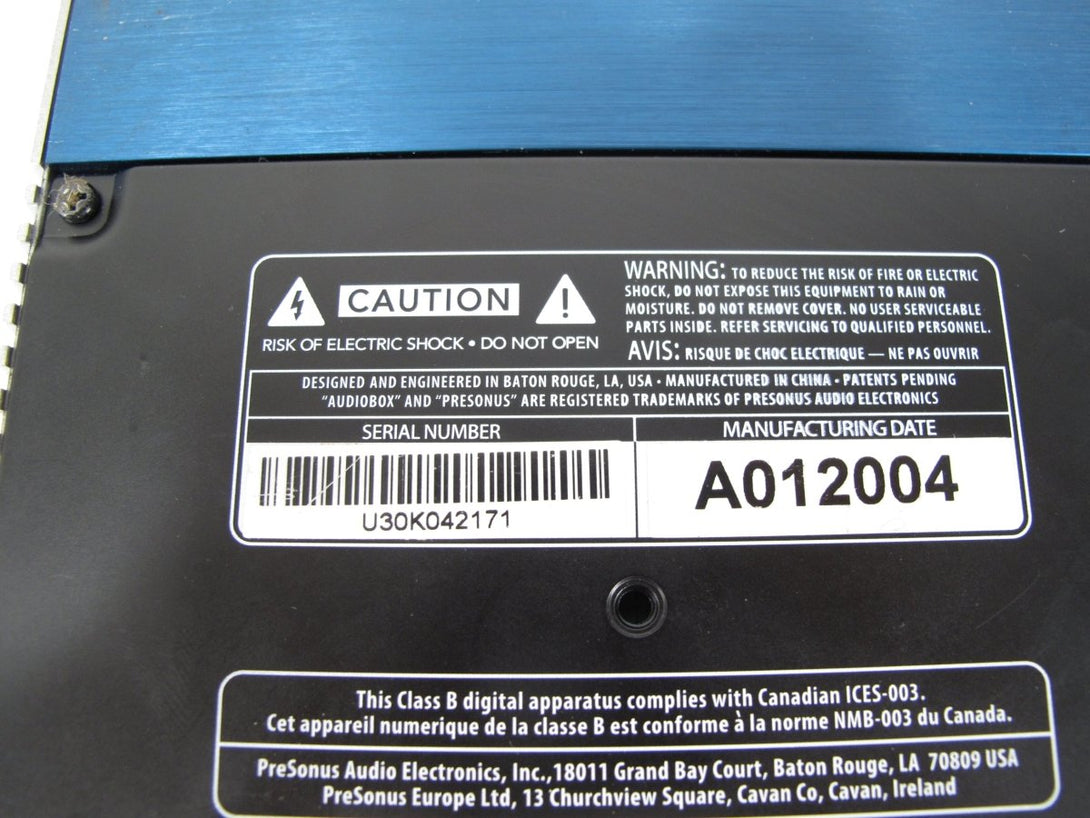 CAUTION
RISK OF ELECTRIC SHOCK • DO NOT OPEN
WARNING: TO REDUCE THE RISK OF FIRE OR ELECTRIC
SHOCK, DO NOT EXPOSE THIS EQUIPMENT TO RAIN OR
MOISTURE. DO NOT REMOVE COVER. NO USER SERVICEABLE
PARTS INSIDE. REFER SERVICING TO QUALIFIED PERSONNEL.
AVIS: RISQUE DE CHOC ELECTRIQUE — NE PAS OUVRIR
DESIGNED AND ENGINEERED IN BATON ROUGE, LA, USA • MANUFACTURED IN CHINA • PATENTS PENDING
"AUDIOBOX" AND "PRESONUS" ARE REGISTERED TRADEMARKS OF PRESONUS AUDIO ELECTRONICS
SERIAL NUMBER
U30K042171
MANUFACTURING DATE
A012004
This Class B digital apparatus complies with Canadian ICES-003.
Cet appareil numerique de la classe B est conforme à la norme NMB-003 du Canada.
PreSonus Audio Electronics, Inc.,18011 Grand Bay Court, Baton Rouge, LA 70809 USA
PreSonus Europe Ltd, 13 Churchview Square, Cavan Co, Cavan, Ireland